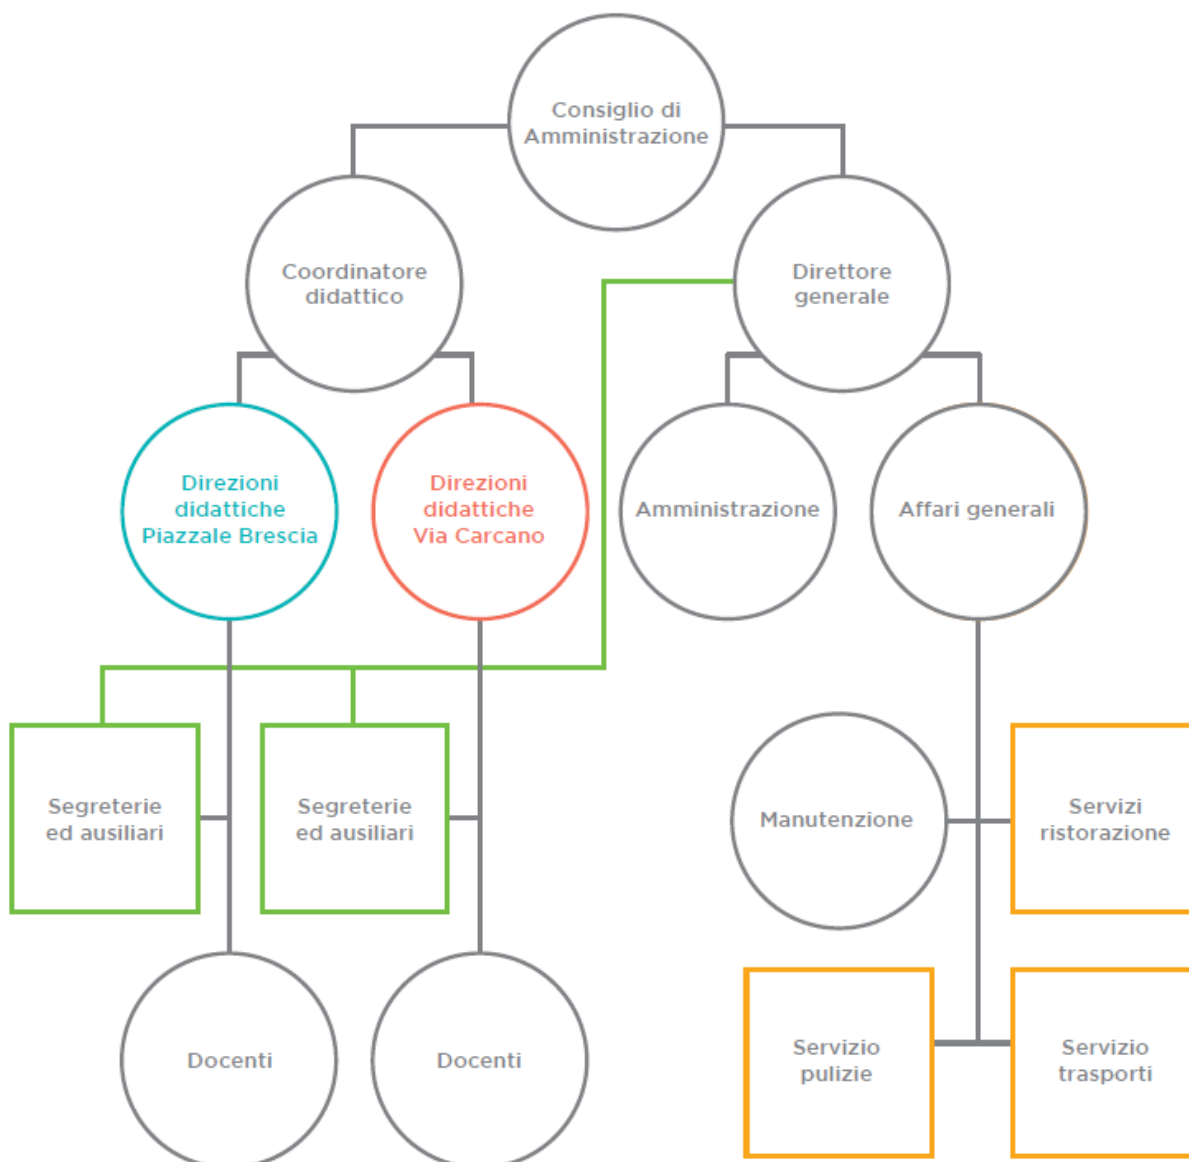 Consiglio di
Amministrazione
Coordinatore
didattico
Direttore
generale
Direzioni
didattiche
Piazzale Brescia
Direzioni
didattiche
Via Carcano
Amministrazione
Affari generali
Segreterie
ed ausiliari
Segreterie
ed ausiliari
Manutenzione
Servizi
ristorazione
Docenti
Docenti
Servizio
pulizie
Servizio
trasporti